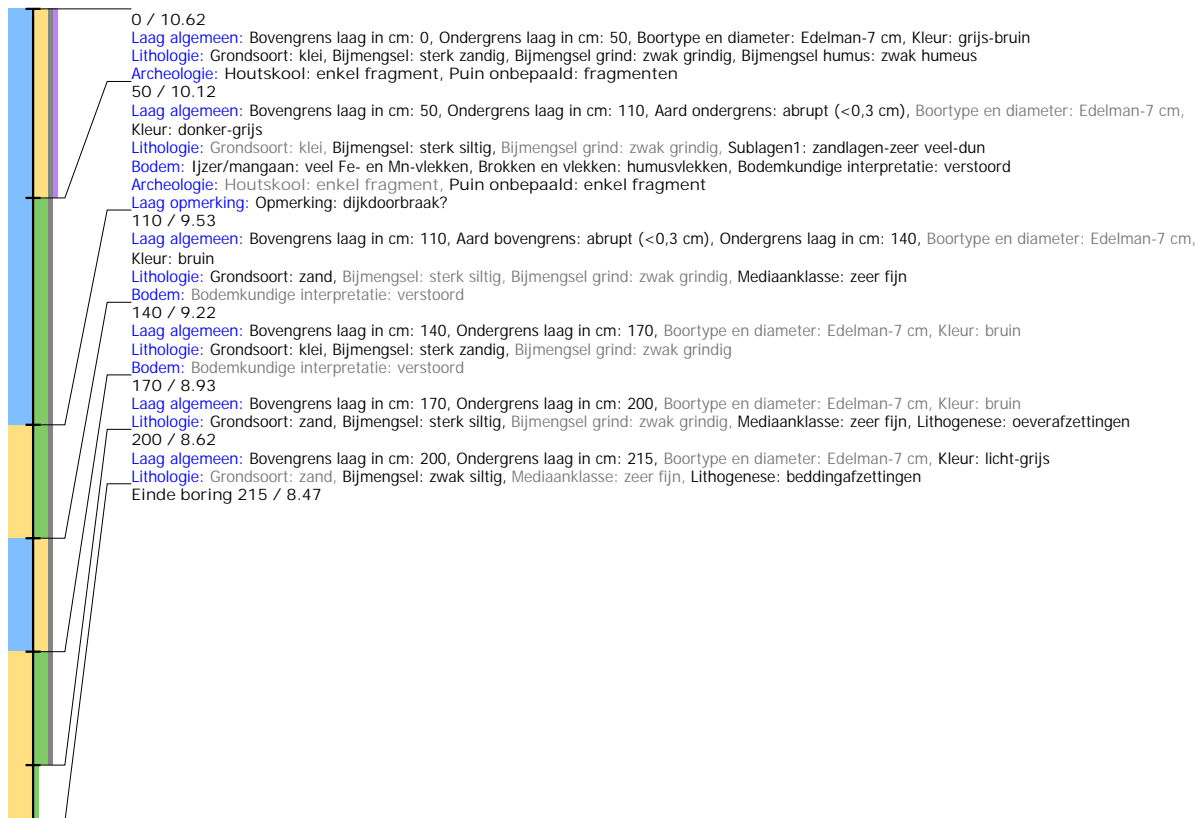 0 / 10.62
Laag algemeen: Bovengrens laag in cm: 0, Ondergrens laag in cm: 50, Boortype en diameter: Edelman-7 cm, Kleur: grijs-bruin
Lithologie: Grondsoort: klei, Bijmengsel: sterk zandig, Bijmengsel grind: zwak grindig, Bijmengsel humus: zwak humeus
Archeologie: Houtskool: enkel fragment, Puin onbepaald: fragmenten
50 / 10.12
Laag algemeen: Bovengrens laag in cm: 50, Ondergrens laag in cm: 110, Aard ondergrens: abrupt (<0,3 cm), Boortype en diameter: Edelman-7 cm,
Kleur: donker-grijs
Lithologie: Grondsoort: klei, Bijmengsel: sterk siltig, Bijmengsel grind: zwak grindig, Sublagen1: zandlagen-zeer veel-dun
Bodem: Ijzer/mangaan: veel Fe- en Mn-vlekken, Brokken en vlekken: humusvlekken, Bodemkundige interpretatie: verstoord
Archeologie: Houtskool: enkel fragment, Puin onbepaald: enkel fragment
Laag opmerking: Opmerking: dijkdoorbraak?
110 / 9.53
Laag algemeen: Bovengrens laag in cm: 110, Aard bovengrens: abrupt (<0,3 cm), Ondergrens laag in cm: 140, Boortype en diameter: Edelman-7 cm,
Kleur: bruin
Lithologie: Grondsoort: zand, Bijmengsel: sterk siltig, Bijmengsel grind: zwak grindig, Mediaanklasse: zeer fijn
Bodem: Bodemkundige interpretatie: verstoord
140 / 9.22
Laag algemeen: Bovengrens laag in cm: 140, Ondergrens laag in cm: 170, Boortype en diameter: Edelman-7 cm, Kleur: bruin
Lithologie: Grondsoort: klei, Bijmengsel: sterk zandig, Bijmengsel grind: zwak grindig
Bodem: Bodemkundige interpretatie: verstoord
170 / 8.93
Laag algemeen: Bovengrens laag in cm: 170, Ondergrens laag in cm: 200, Boortype en diameter: Edelman-7 cm, Kleur: bruin
Lithologie: Grondsoort: zand, Bijmengsel: sterk siltig, Bijmengsel grind: zwak grindig, Mediaanklasse: zeer fijn, Lithogenese: oeverafzettingen
200 / 8.62
Laag algemeen: Bovengrens laag in cm: 200, Ondergrens laag in cm: 215, Boortype en diameter: Edelman-7 cm, Kleur: licht-grijs
Lithologie: Grondsoort: zand, Bijmengsel: zwak siltig, Mediaanklasse: zeer fijn, Lithogenese: beddingafzettingen
Einde boring 215 / 8.47